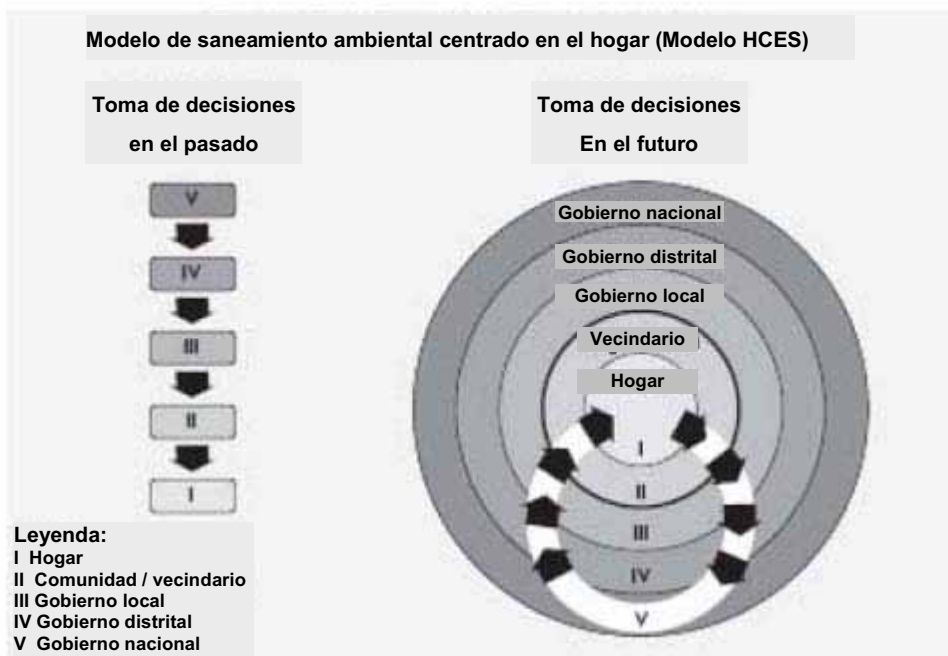 Modelo de saneamiento ambiental centrado en el hogar (Modelo HCES)
Toma de decisiones
en el pasado
Toma de decisiones
En el futuro
V
IV
III
II
I
Gobierno nacional
Gobierno distrital
Gobierno local
Vecindario
Hogar
I
II
III
IV
V
Leyenda:
I Hogar
II Comunidad / vecindario
III Gobierno local
IV Gobierno distrital
V Gobierno nacional